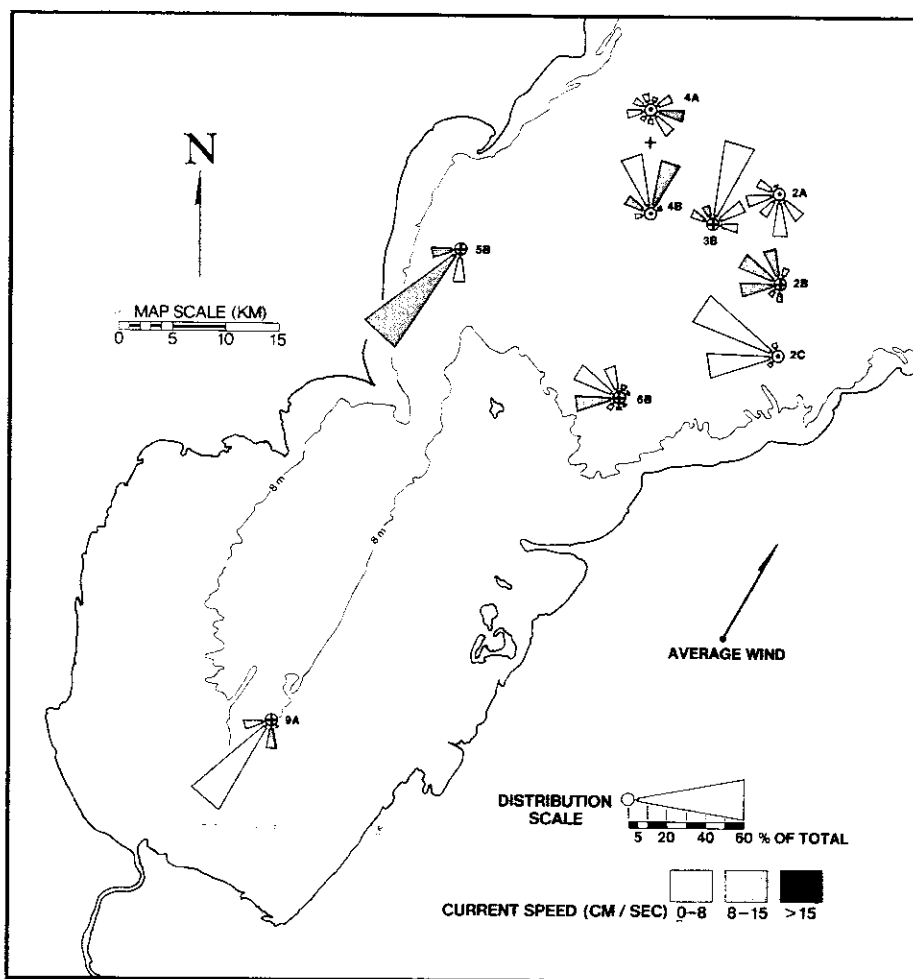 4A
N
4B
3B
2A
5B
2B
MAP SCALE (KM)
0 5 10 15
2C
6B
8 m
8 m
AVERAGE WIND
9A
DISTRIBUTION
SCALE
5 20 40 60 % OF TOTAL
CURRENT SPEED (CM / SEC) 0-8 8-15 >15